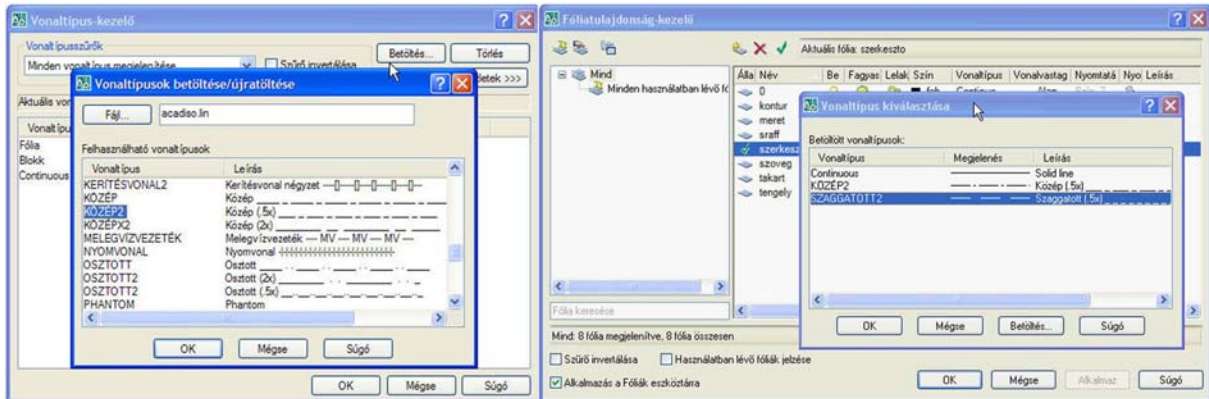 Vonaltípus-kezelő
Vonaltípusszűrők
Minden vonaltípus megjelenítése
Szűrő invertálása
Betöltés...
Törlés
etek >>>
Aktuális von
Vonaltípu
Fólia
Blokk
Continuous
OK
Mégse
Súgó
Vonaltípusok betöltése/újratöltése
Fájl...
acadiso.lin
Felhasználható vonaltípusok
Vonaltípus
Leírás
KERÍTÉSVONAL2 Kerítésvonal négyzet
KÖZÉP Közép
KÖZÉP2 Közép (.5x)
KÖZÉPX2 Közép (2x)
MELEGVÍZVEZETÉK Melegvízvezeték --- MV --- MV --- MV ---
NYOMVONAL Nyomvonal
OSZTOTT Osztott
OSZTOTT2 Osztott (2x)
OSZTOTT2 Osztott (.5x)
PHANTOM Phantom
OK
Mégse
Súgó
Fóliatulajdonság-kezelő
Aktuális fólia: szerkeszto
Mind
Minden használatban lévő fó
Álla Név Be Fagyas Lelak Szín Vonaltípus Vonalvastag Nyomtatá Nyo Leírás
0
kontur
meret
sraff
szerkesz
szoveg
takart
tengely
Fólia keresése
Mind: 8 fólia megjelenítve, 8 fólia összesen
Szűrő invertálása
Használatban lévő fóliák jelzése
Alkalmazás a Fóliák eszköztárra
OK
Mégse
Alkalmaz
Súgó
Vonaltípus kiválasztása
Betöltött vonaltípusok:
Vonaltípus Megjelenés Leírás
Continuous Solid line
KÖZÉP2 Közép (.5x)
SZAGGATOTT2 Szaggatott (.5x)
OK
Mégse
Betöltés...
Súgó